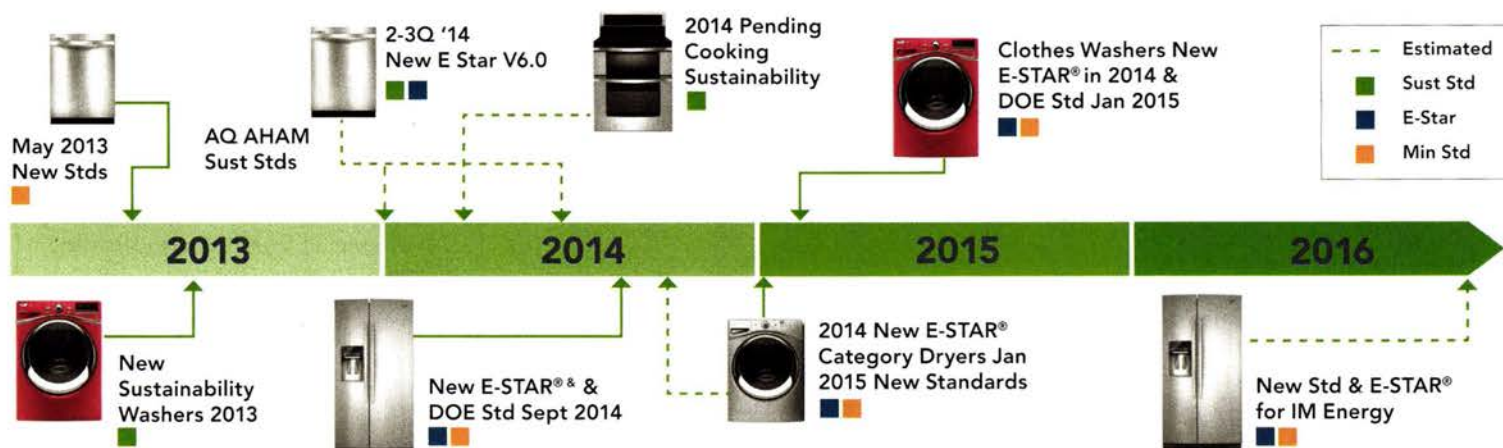 May 2013
New Stds
AQ AHAM
Sust Stds
2-3Q '14
New E Star V6.0
2014 Pending
Cooking
Sustainability
Clothes Washers New
E-STAR® in 2014 &
DOE Std Jan 2015
Estimated
Sust Std
E-Star
Min Std
2013
2014
2015
2016
New
Sustainability
Washers 2013
New E-STAR®& &
DOE Std Sept 2014
2014 New E-STAR®
Category Dryers Jan
2015 New Standards
New Std & E-STAR®
for IM Energy